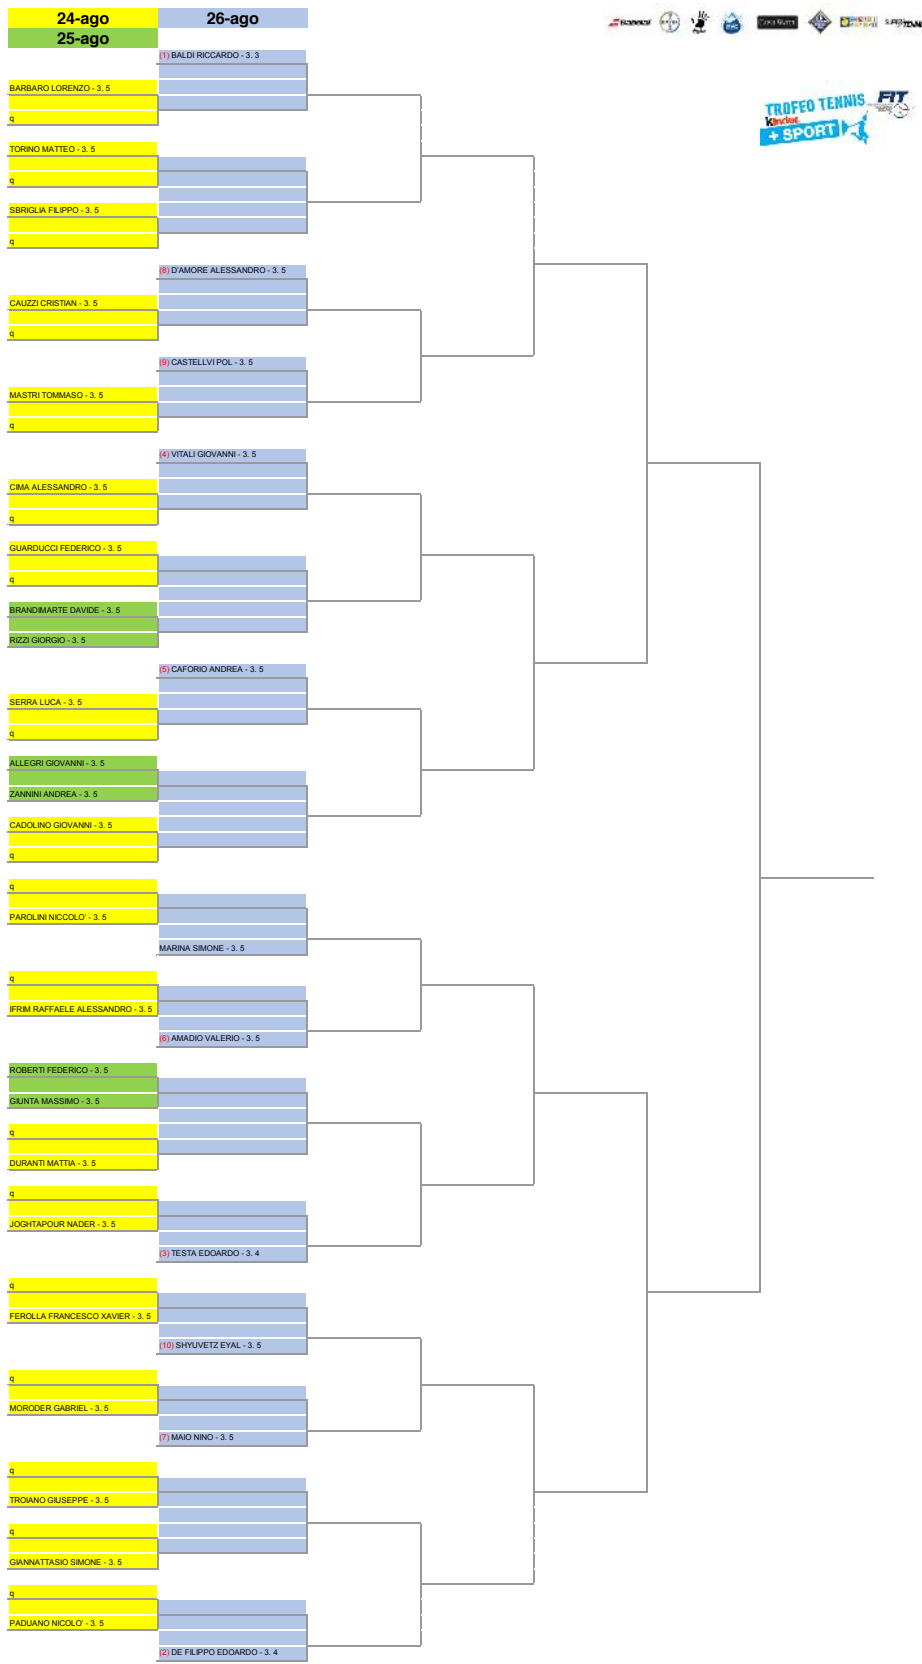 24-ago 26-ago
25-ago
Babolat
BAYER
SUPERTENNIS
TROFEO TENNIS FIT
Kinder
+ SPORT
(1) BALDI RICCARDO - 3. 3
BARBARO LORENZO - 3. 5
q
TORINO MATTEO - 3. 5
q
SBRIGLIA FILIPPO - 3. 5
q
(8) D'AMORE ALESSANDRO - 3. 5
CAUZZI CRISTIAN - 3. 5
q
(9) CASTELLVI POL - 3. 5
MASTRI TOMMASO - 3. 5
q
(4) VITALI GIOVANNI - 3. 5
CIMA ALESSANDRO - 3. 5
q
GUARDUCCI FEDERICO - 3. 5
q
BRANDIMARTE DAVIDE - 3. 5
RIZZI GIORGIO - 3. 5
(5) CAFORIO ANDREA - 3. 5
SERRA LUCA - 3. 5
q
ALLEGRI GIOVANNI - 3. 5
ZANNINI ANDREA - 3. 5
CADOLINO GIOVANNI - 3. 5
q
q
PAROLINI NICCOLO' - 3. 5
MARINA SIMONE - 3. 5
q
IFRIM RAFFAELE ALESSANDRO - 3. 5
(6) AMADIO VALERIO - 3. 5
ROBERTI FEDERICO - 3. 5
GIUNTA MASSIMO - 3. 5
q
DURANTI MATTIA - 3. 5
q
JOGHTAPOUR NADER - 3. 5
(3) TESTA EDOARDO - 3. 4
q
FEROLLA FRANCESCO XAVIER - 3. 5
(10) SHYUVETZ EYAL - 3. 5
q
MORODER GABRIEL - 3. 5
(7) MAIO NINO - 3. 5
q
TROIANO GIUSEPPE - 3. 5
q
GIANNATTASIO SIMONE - 3. 5
q
PADUANO NICOLO' - 3. 5
(2) DE FILIPPO EDOARDO - 3. 4